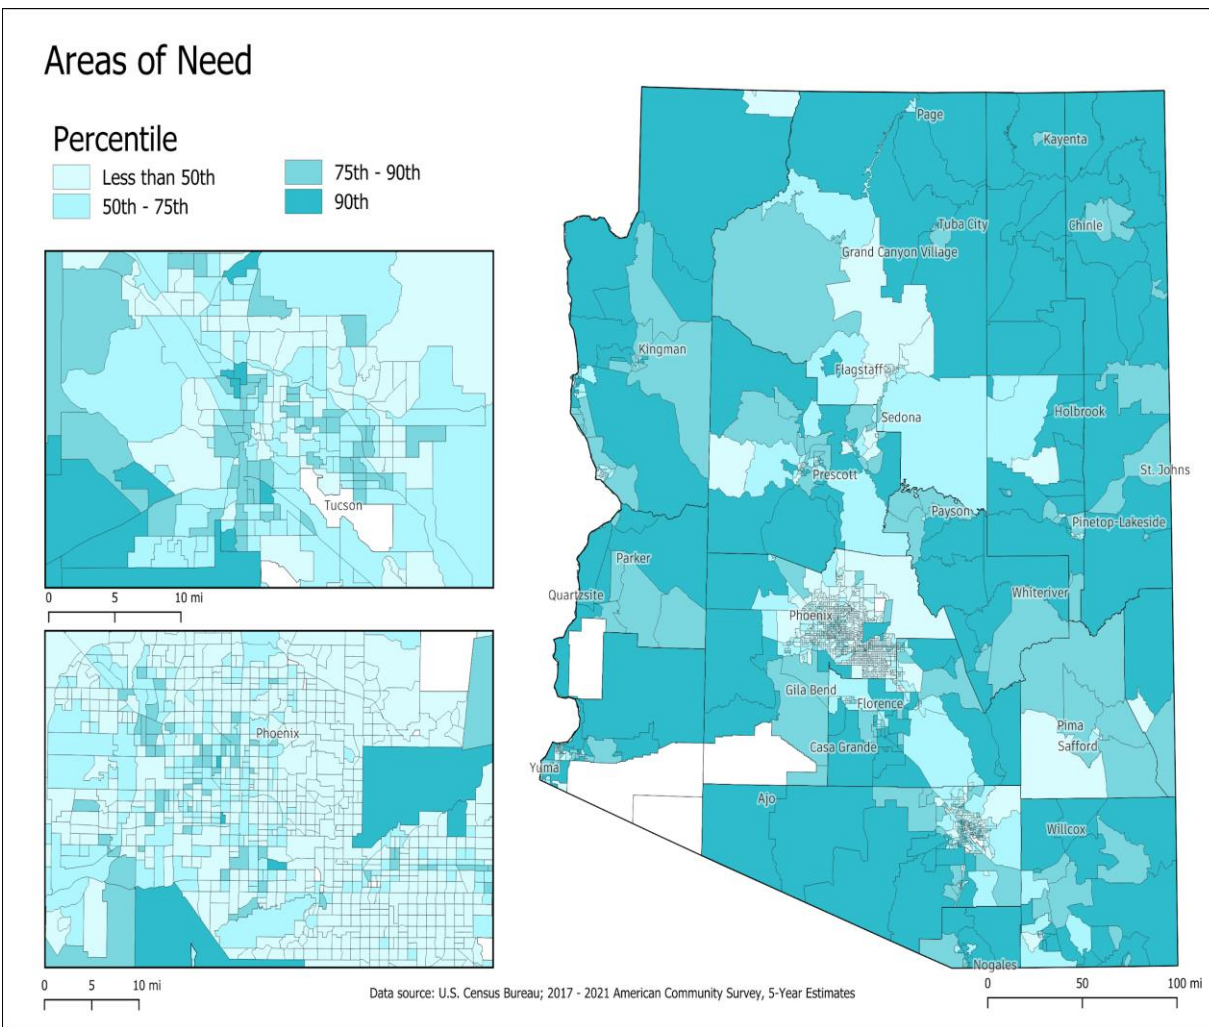 Areas of Need
Percentile
Less than 50th
50th - 75th
75th - 90th
90th
Tucson
0 5 10 mi
Phoenix
0 5 10 mi
Page
Kayenta
Tuba City
Chinle
Grand Canyon Village
Kingman
Flagstaff
Holbrook
Sedona
St. Johns
Prescott
Payson
Pinetop-Lakeside
Parker
Quartzsite
Whiteriver
Phoenix
Gila Bend
Florence
Pima
Safford
Casa Grande
Yuma
Ajo
Willcox
Nogales
0 50 100 mi
Data source: U.S. Census Bureau; 2017 - 2021 American Community Survey, 5-Year Estimates